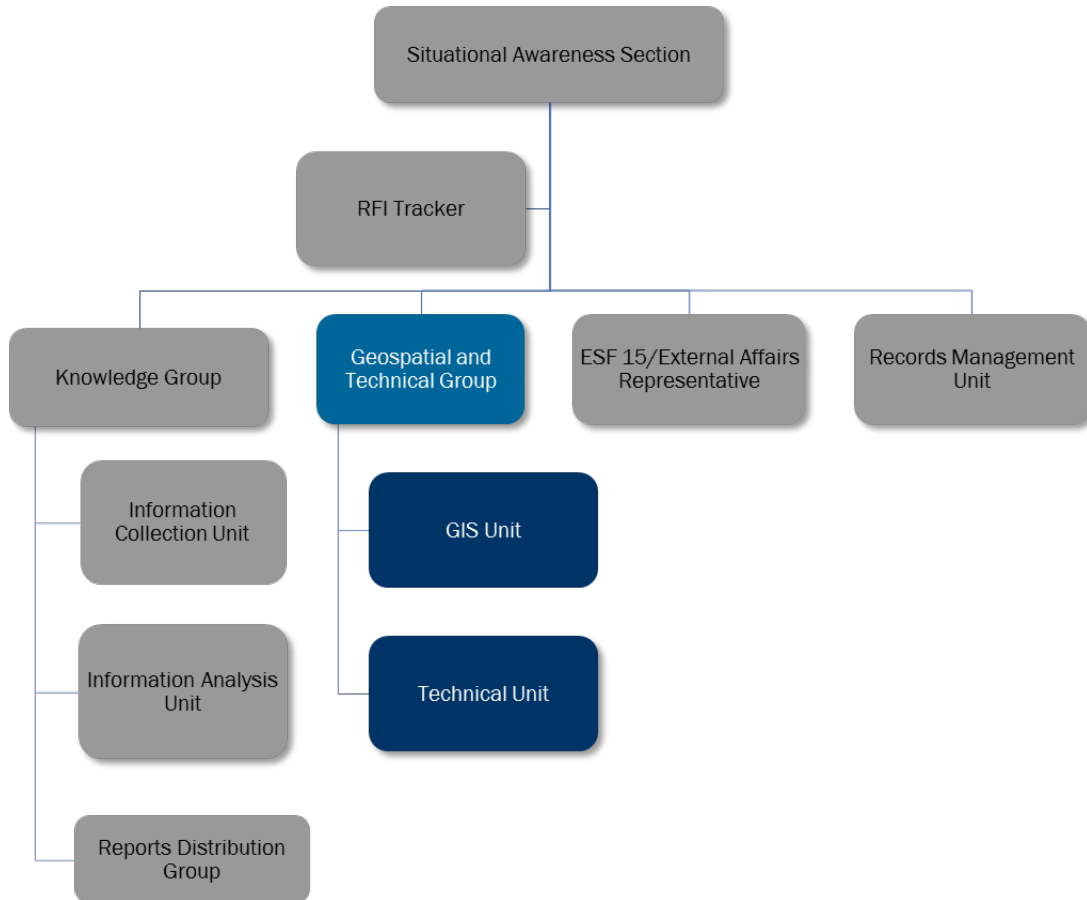 Situational Awareness Section
RFI Tracker
Knowledge Group
Geospatial and
Technical Group
ESF 15/External Affairs
Representative
Records Management
Unit
Information
Collection Unit
GIS Unit
Information Analysis
Unit
Technical Unit
Reports Distribution
Group